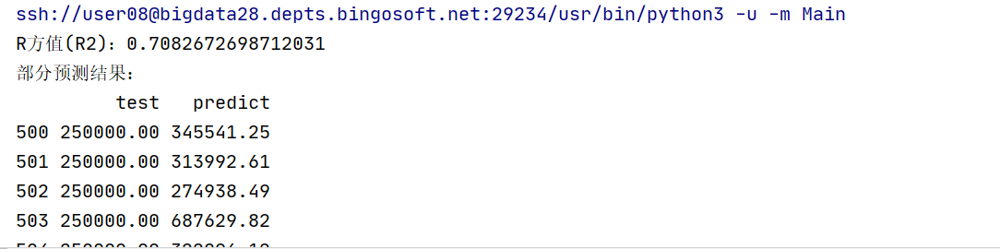 ssh://user08@bigdata28.depts.bingosoft.net:29234/usr/bin/python3 -u -m Main
R方值(R2)：0.7082672698712031
部分预测结果：
test predict
500 250000.00 345541.25
501 250000.00 313992.61
502 250000.00 274938.49
503 250000.00 687629.82